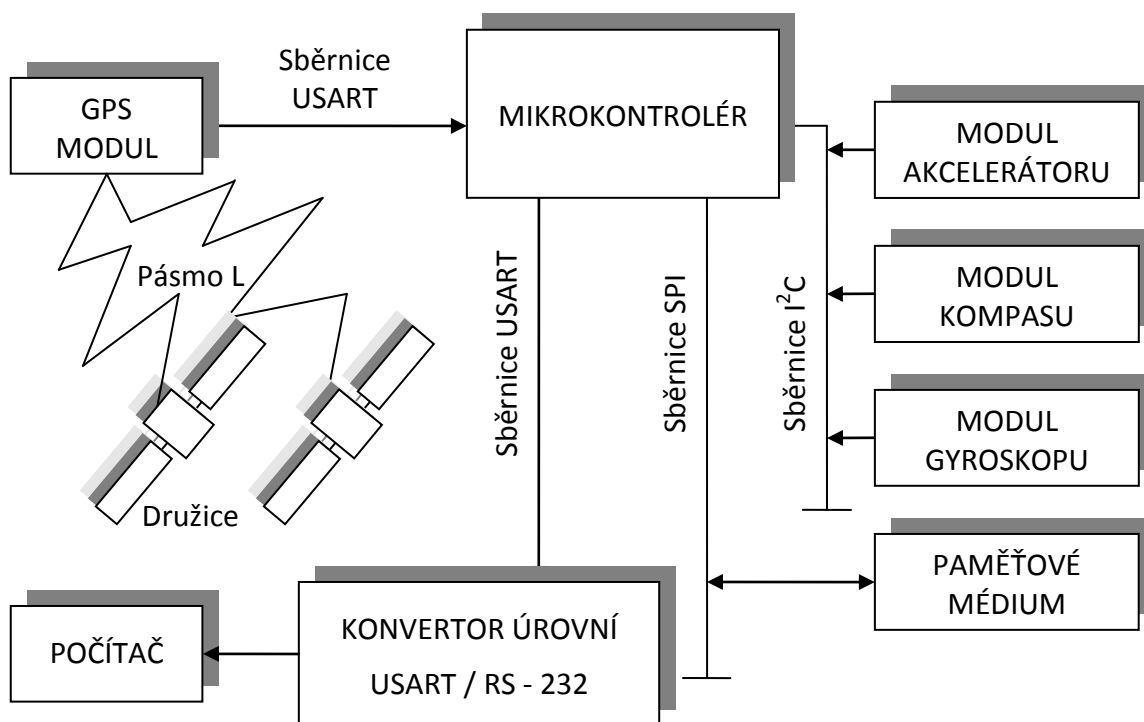 Sběrnice
USART
GPS
MODUL
MIKROKONTROLÉR
MODUL
AKCELERÁTORU
Pásmo L
Sběrnice USART
Sběrnice SPI
Sběrnice I²C
MODUL
KOMPASU
MODUL
GYROSKOPU
Družice
PAMĚŤOVÉ
MÉDIUM
POČÍTAČ
KONVERTOR ÚROVNÍ
USART / RS - 232